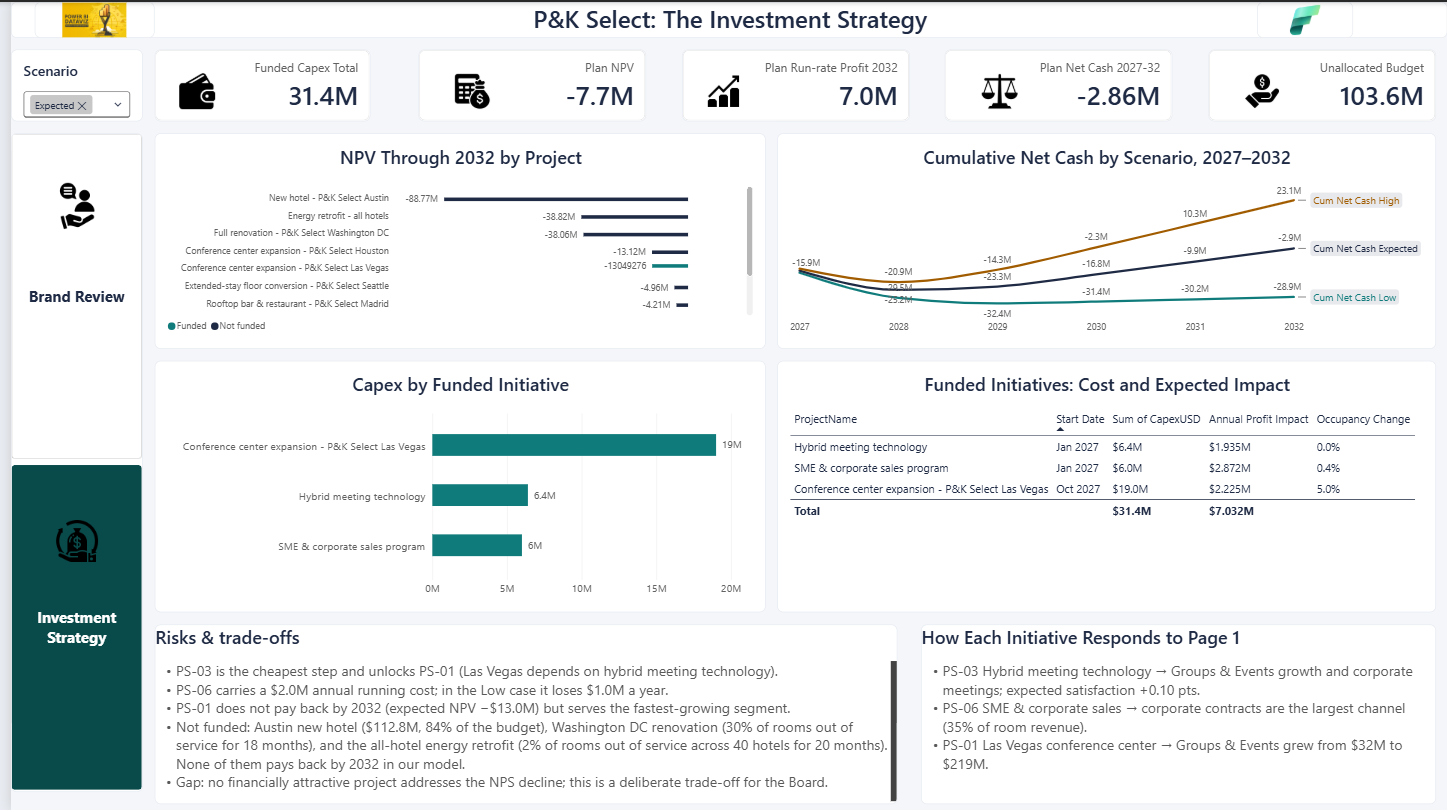 POWER BI
DATAVIZ
P&K Select: The Investment Strategy
Scenario
Expected
Funded Capex Total
31.4M
Plan NPV
-7.7M
Plan Run-rate Profit 2032
7.0M
Plan Net Cash 2027-32
-2.86M
Unallocated Budget
103.6M
Brand Review
Investment
Strategy
NPV Through 2032 by Project
New hotel - P&K Select Austin
-88.77M
Energy retrofit - all hotels
-38.82M
Full renovation - P&K Select Washington DC
-38.06M
Conference center expansion - P&K Select Houston
-13.12M
Conference center expansion - P&K Select Las Vegas
-13049276
Extended-stay floor conversion - P&K Select Seattle
-4.96M
Rooftop bar & restaurant - P&K Select Madrid
-4.21M
Funded Not funded
Cumulative Net Cash by Scenario, 2027–2032
23.1M
Cum Net Cash High
10.3M
-2.3M
-2.9M
Cum Net Cash Expected
-9.9M
-15.9M
-14.3M
-16.8M
-20.9M
-23.3M
-29.5M
-25.2M
-28.9M
Cum Net Cash Low
-31.4M
-30.2M
-32.4M
2027 2028 2029 2030 2031 2032
Capex by Funded Initiative
Conference center expansion - P&K Select Las Vegas
19M
Hybrid meeting technology
6.4M
SME & corporate sales program
6M
0M 5M 10M 15M 20M
Funded Initiatives: Cost and Expected Impact
ProjectName Start Date Sum of CapexUSD Annual Profit Impact Occupancy Change
Hybrid meeting technology Jan 2027 $6.4M $1.935M 0.0%
SME & corporate sales program Jan 2027 $6.0M $2.872M 0.4%
Conference center expansion - P&K Select Las Vegas Oct 2027 $19.0M $2.225M 5.0%
Total $31.4M $7.032M
Risks & trade-offs
• PS-03 is the cheapest step and unlocks PS-01 (Las Vegas depends on hybrid meeting technology).
• PS-06 carries a $2.0M annual running cost; in the Low case it loses $1.0M a year.
• PS-01 does not pay back by 2032 (expected NPV −$13.0M) but serves the fastest-growing segment.
• Not funded: Austin new hotel ($112.8M, 84% of the budget), Washington DC renovation (30% of rooms out of
service for 18 months), and the all-hotel energy retrofit (2% of rooms out of service across 40 hotels for 20 months).
None of them pays back by 2032 in our model.
• Gap: no financially attractive project addresses the NPS decline; this is a deliberate trade-off for the Board.
How Each Initiative Responds to Page 1
• PS-03 Hybrid meeting technology → Groups & Events growth and corporate
meetings; expected satisfaction +0.10 pts.
• PS-06 SME & corporate sales → corporate contracts are the largest channel
(35% of room revenue).
• PS-01 Las Vegas conference center → Groups & Events grew from $32M to
$219M.